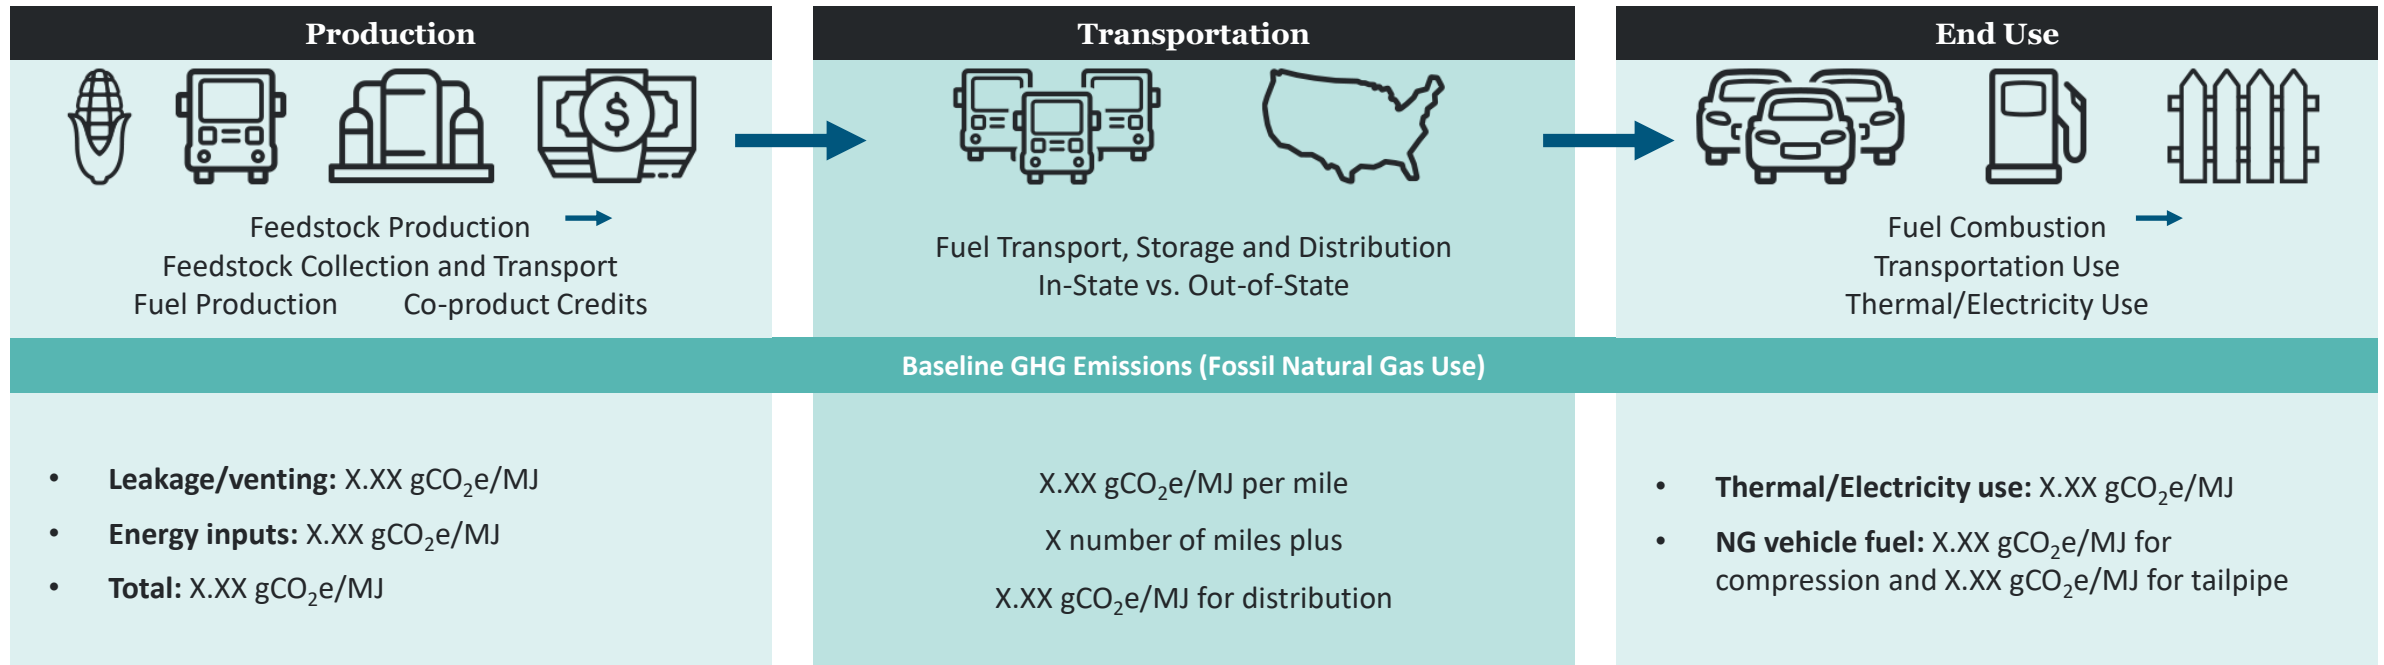 Production
Feedstock Production
Feedstock Collection and Transport
Fuel Production Co-product Credits
Transportation
Fuel Transport, Storage and Distribution
In-State vs. Out-of-State
End Use
Fuel Combustion
Transportation Use
Thermal/Electricity Use
Baseline GHG Emissions (Fossil Natural Gas Use)
• Leakage/venting: X.XX gCO₂e/MJ
• Energy inputs: X.XX gCO₂e/MJ
• Total: X.XX gCO₂e/MJ
X.XX gCO₂e/MJ per mile
X number of miles plus
X.XX gCO₂e/MJ for distribution
• Thermal/Electricity use: X.XX gCO₂e/MJ
• NG vehicle fuel: X.XX gCO₂e/MJ for
compression and X.XX gCO₂e/MJ for tailpipe